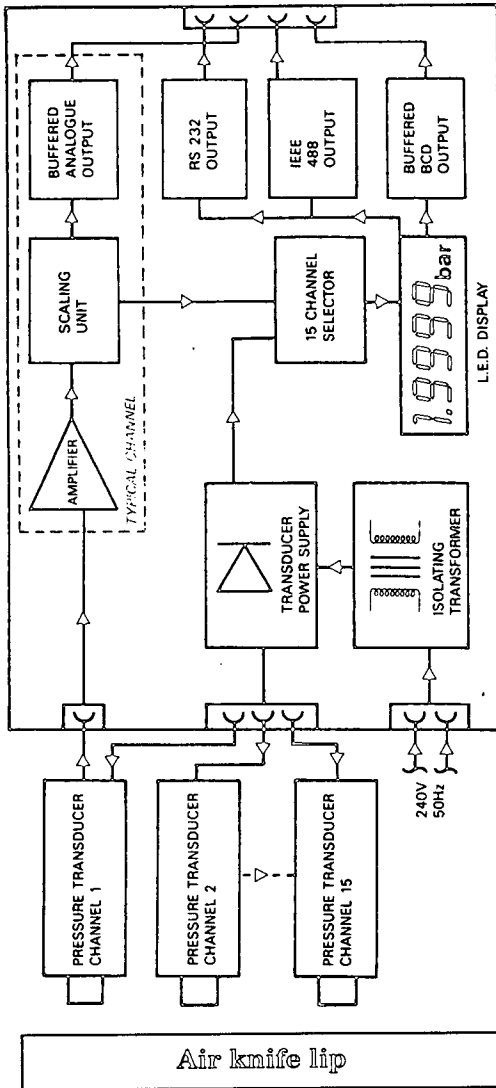 Air knife lip
PRESSURE TRANSDUCER
CHANNEL 1
PRESSURE TRANSDUCER
CHANNEL 2
PRESSURE TRANSDUCER
CHANNEL 15
240V
50Hz
AMPLIFIER
TYPICAL CHANNEL
SCALING
UNIT
BUFFERED
ANALOGUE
OUTPUT
TRANSDUCER
POWER SUPPLY
ISOLATING
TRANSFORMER
15 CHANNEL
SELECTOR
RS 232
OUTPUT
IEEE
488
OUTPUT
BUFFERED
BCD
OUTPUT
1.9999 bar
L.E.D. DISPLAY